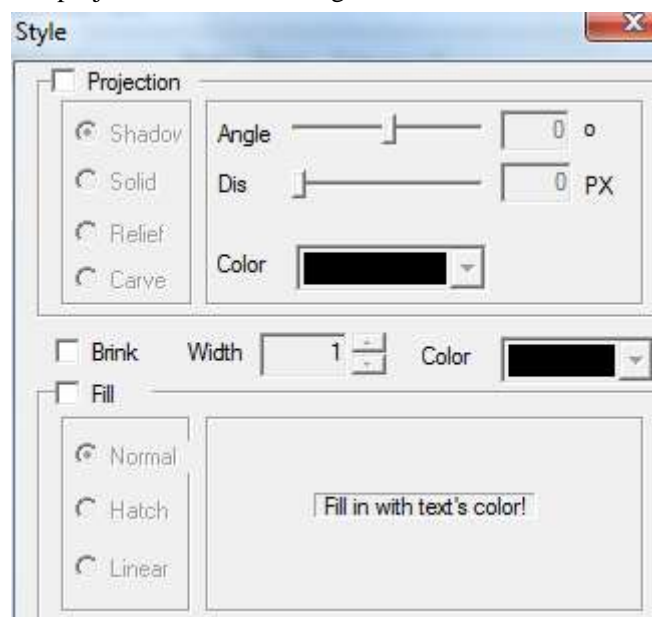 Style
Projection
Shadov
Angle 0 o
Solid
Dis 0 PX
Relief
Color
Carve
Brink Width 1 Color
Fill
Normal
Hatch
Fill in with text's color!
Linear